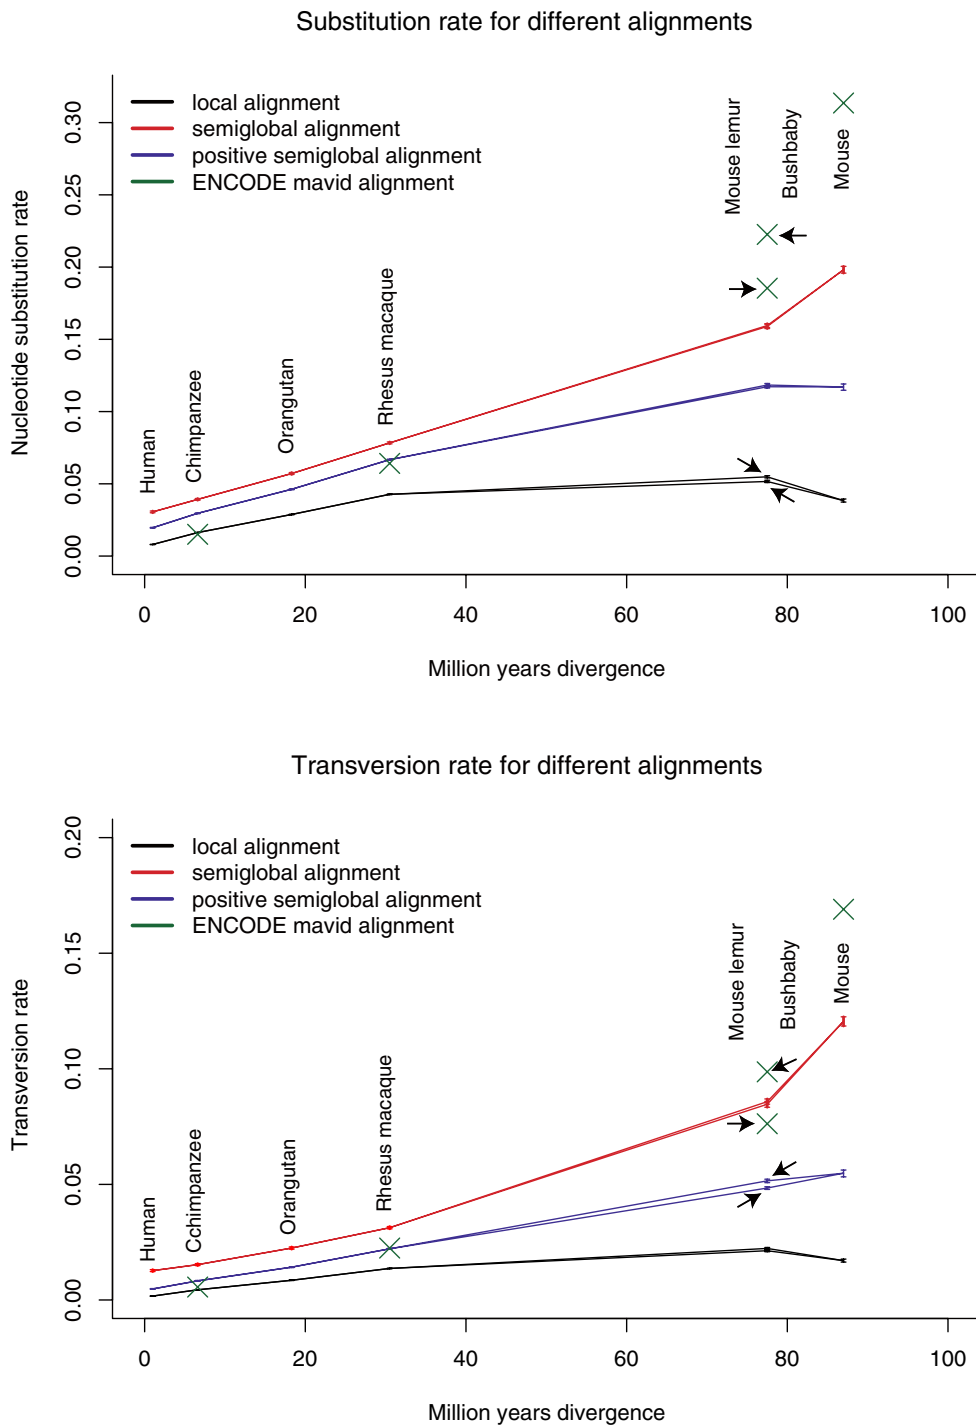 Substitution rate for different alignments
local alignment
semiglobal alignment
positive semiglobal alignment
ENCODE mavid alignment
Nucleotide substitution rate
0.00
0.05
0.10
0.15
0.20
0.25
0.30
Human
Chimpanzee
Orangutan
Rhesus macaque
Mouse lemur
Bushbaby
Mouse
0 20 40 60 80 100
Million years divergence
Transversion rate for different alignments
local alignment
semiglobal alignment
positive semiglobal alignment
ENCODE mavid alignment
Transversion rate
0.00
0.05
0.10
0.15
0.20
Human
Cchimpanzee
Orangutan
Rhesus macaque
Mouse lemur
Bushbaby
Mouse
0 20 40 60 80 100
Million years divergence